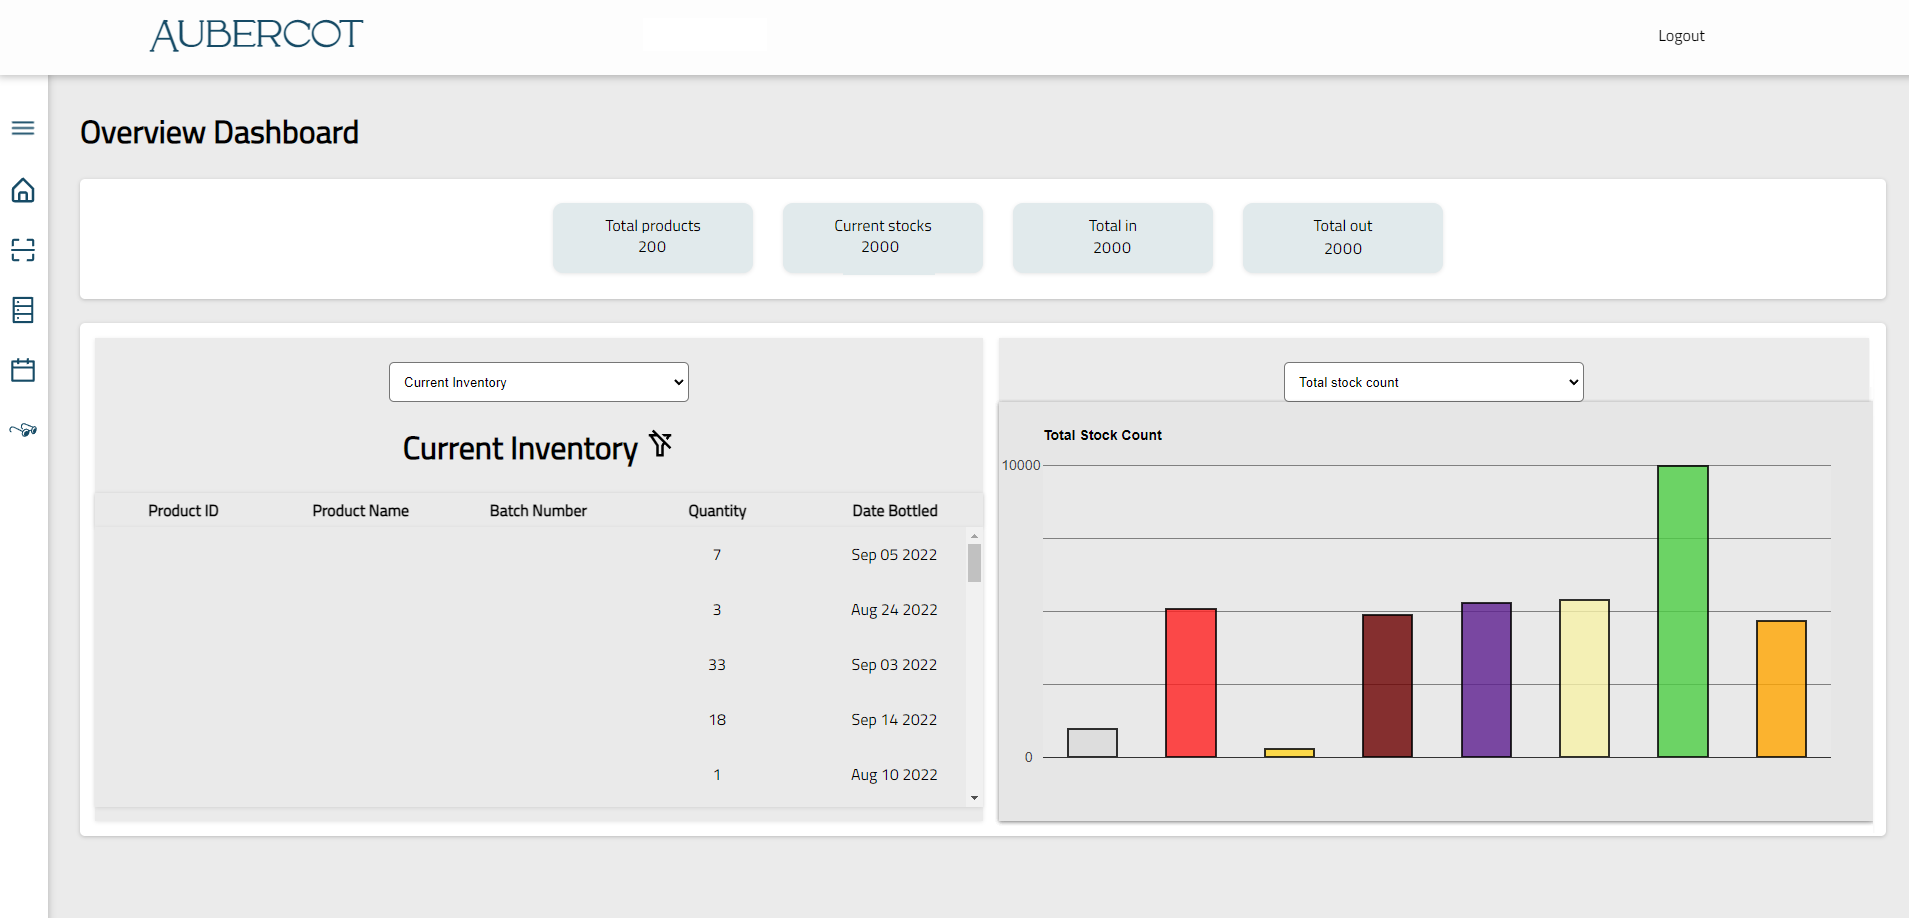 AUBERCOT
Logout
Overview Dashboard
Total products
200
Current stocks
2000
Total in
2000
Total out
2000
Current Inventory
Current Inventory
Product ID Product Name Batch Number Quantity Date Bottled
7 Sep 05 2022
3 Aug 24 2022
33 Sep 03 2022
18 Sep 14 2022
1 Aug 10 2022
Total stock count
Total Stock Count
10000
0